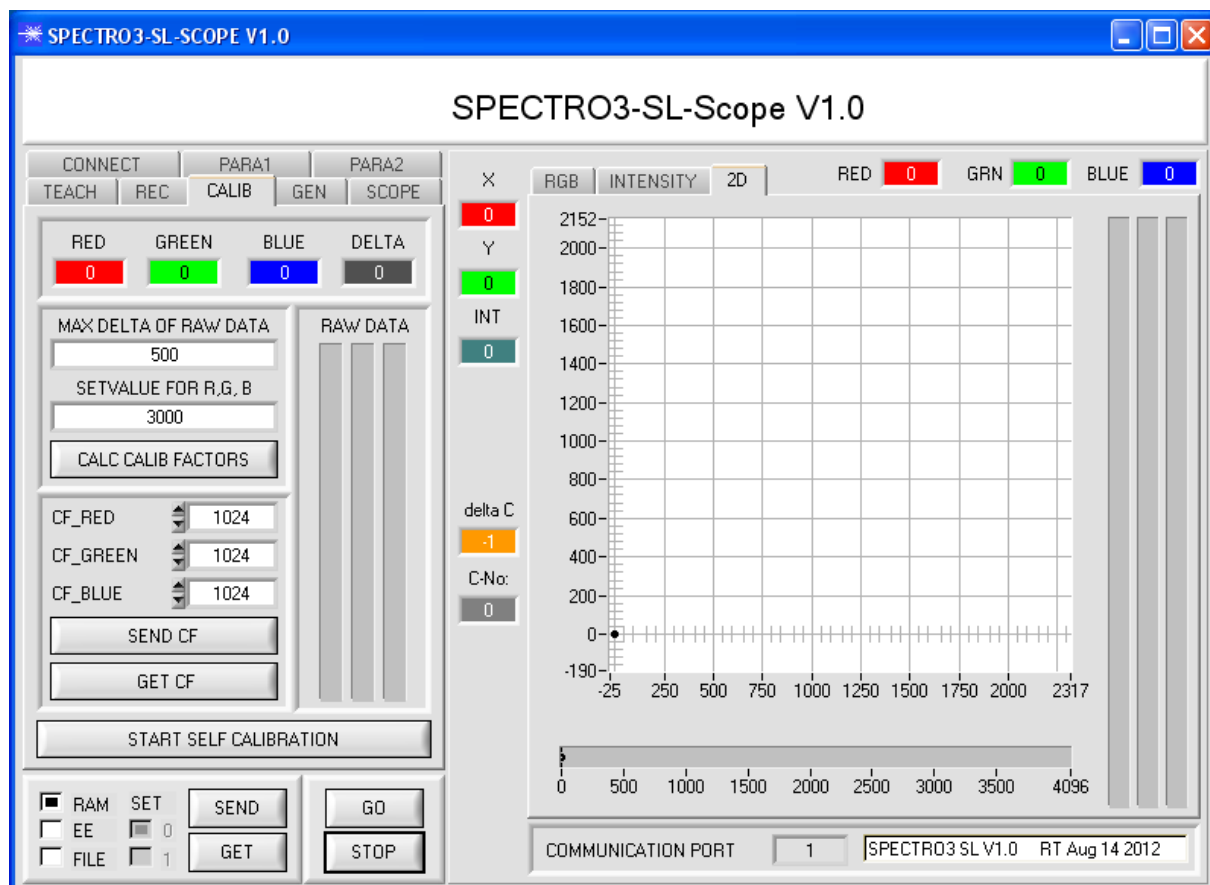 SPECTRO3-SL-SCOPE V1.0
SPECTRO3-SL-Scope V1.0
CONNECT PARA1 PARA2
TEACH REC CALIB GEN SCOPE
RED GREEN BLUE DELTA
0 0 0 0
MAX DELTA OF RAW DATA
500
SETVALUE FOR R,G, B
3000
CALC CALIB FACTORS
RAW DATA
CF_RED 1024
CF_GREEN 1024
CF_BLUE 1024
SEND CF
GET CF
START SELF CALIBRATION
RAM SET
EE 0
FILE 1
SEND
GET
GO
STOP
X
0
Y
0
INT
0
delta C
-1
C-No:
0
RGB INTENSITY 2D
RED 0 GRN 0 BLUE 0
2152
2000
1800
1600
1400
1200
1000
800
600
400
200
0
-190
-25 250 500 750 1000 1250 1500 1750 2000 2317
0 500 1000 1500 2000 2500 3000 3500 4096
COMMUNICATION PORT 1 SPECTRO3 SL V1.0 RT Aug 14 2012